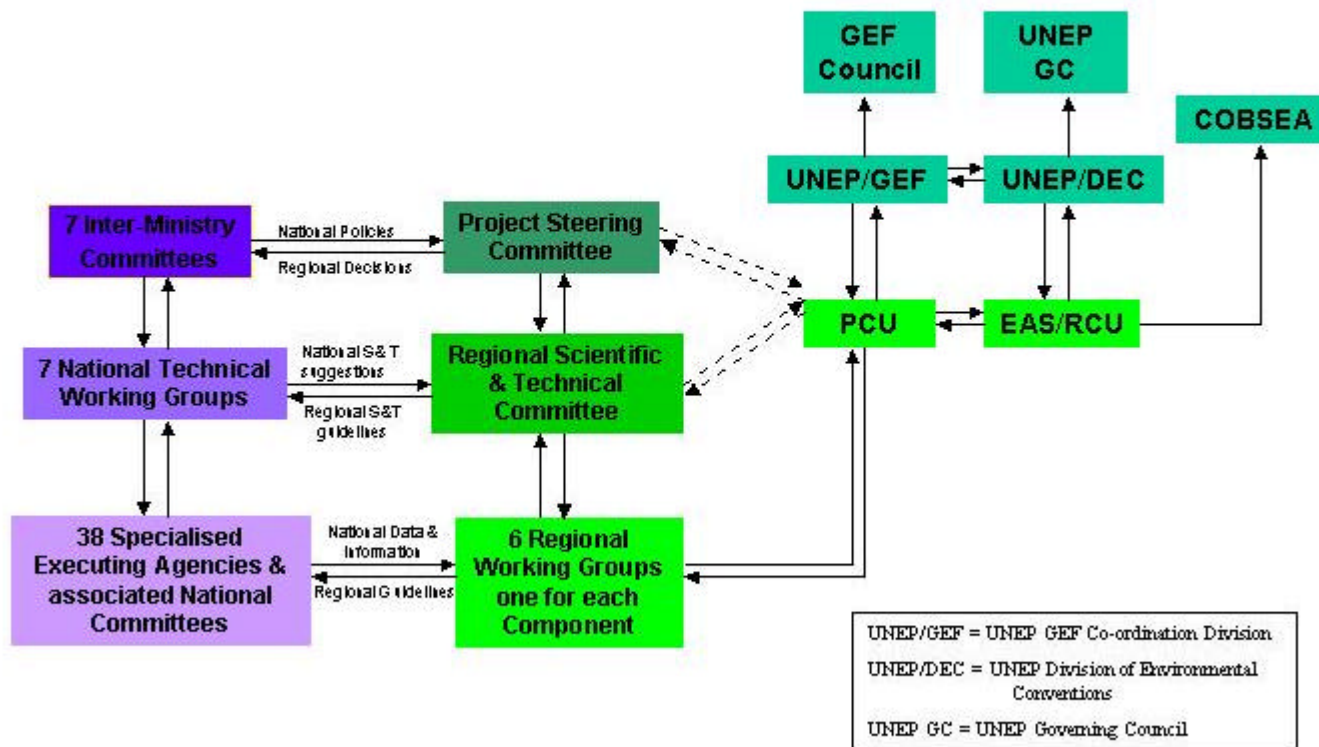 GEF
Council
UNEP
GC
COBSEA
UNEP/GEF
UNEP/DEC
7 Inter-Ministry
Committees
National Policies
Regional Decisions
Project Steering
Committee
PCU
EAS/RCU
7 National Technical
Working Groups
National S&T
suggestions
Regional S&T
guidelines
Regional Scientific
& Technical
Committee
38 Specialised
Executing Agencies &
associated National
Committees
National Data &
Information
Regional Guidelines
6 Regional
Working Groups
one for each
Component
UNEP/GEF = UNEP GEF Co-ordination Division
UNEP/DEC = UNEP Division of Environmental
Conventions
UNEP GC = UNEP Governing Council